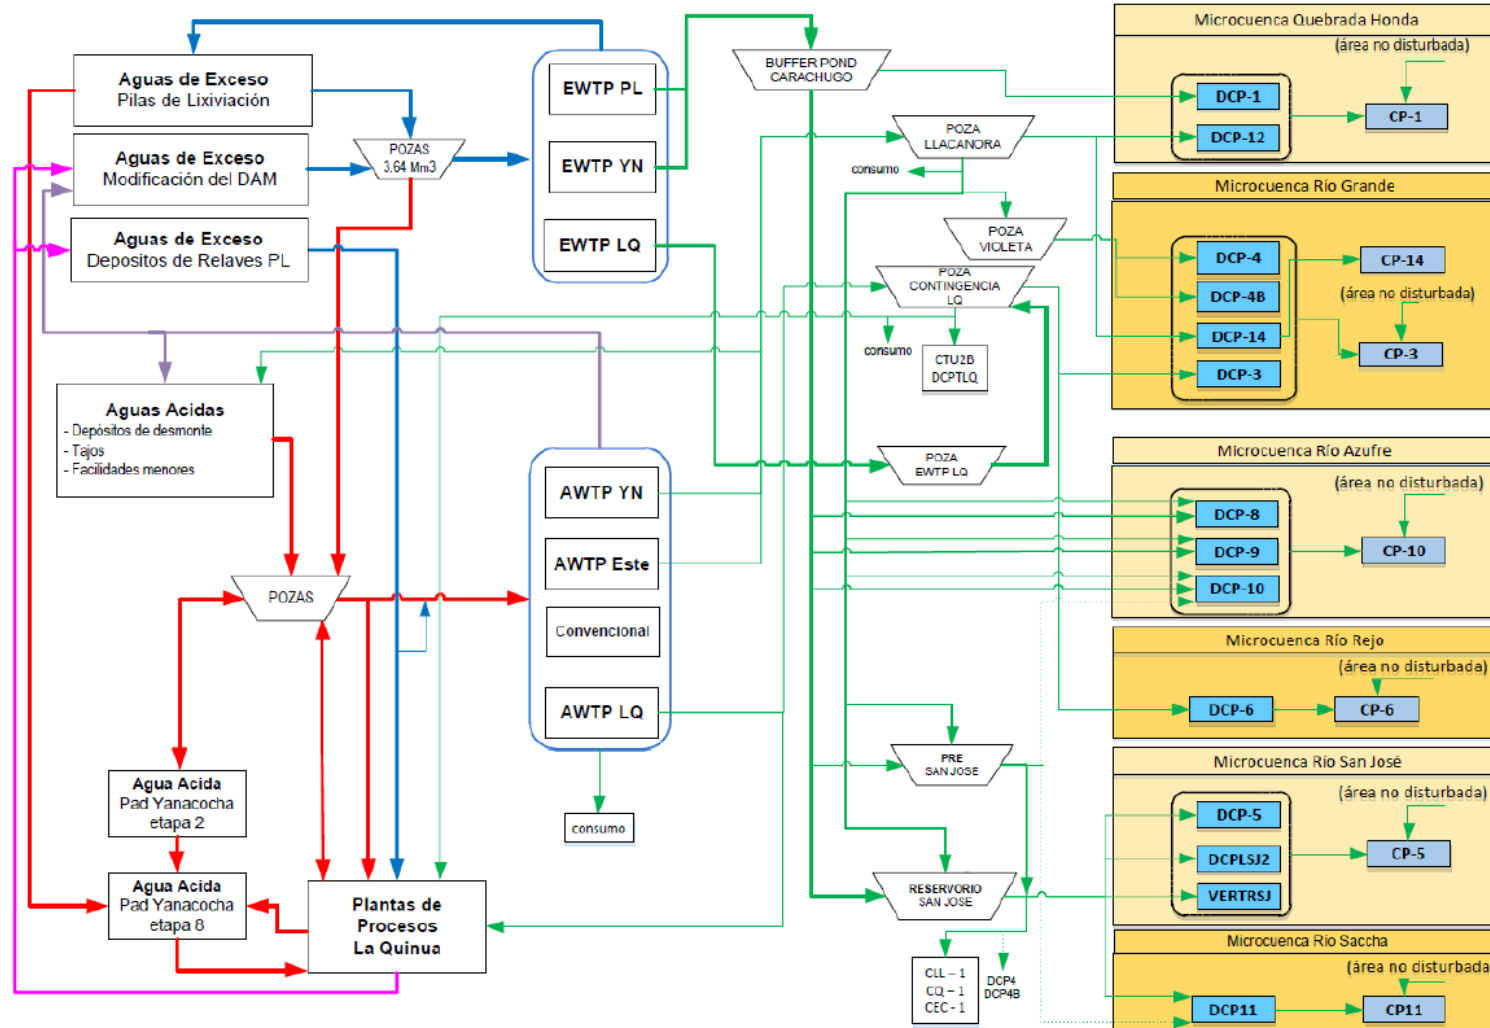 Aguas de Exceso
Pilas de Lixiviación
Aguas de Exceso
Modificación del DAM
Aguas de Exceso
Depositos de Relaves PL
POZAS
3.64 Mm3
EWTP PL
EWTP YN
EWTP LQ
Aguas Acidas
- Depósitos de desmonte
- Tajos
- Facilidades menores
POZAS
AWTP YN
AWTP Este
Convencional
AWTP LQ
consumo
Agua Acida
Pad Yanacocha
etapa 2
Agua Acida
Pad Yanacocha
etapa 8
Plantas de
Procesos
La Quinua
BUFFER POND
CARACHUGO
POZA
LLACANORA
consumo
POZA
VIOLETA
POZA
CONTINGENCIA
LQ
consumo
CTU2B
DCPTLQ
POZA
EWTP LQ
PRE
SAN JOSE
RESERVORIO
SAN JOSE
CLL – 1
CQ – 1
CEC - 1
DCP4
DCP4B
Microcuenca Quebrada Honda
(área no disturbada)
DCP-1
DCP-12
CP-1
Microcuenca Río Grande
DCP-4
DCP-4B
DCP-14
DCP-3
CP-14
(área no disturbada)
CP-3
Microcuenca Río Azufre
(área no disturbada)
DCP-8
DCP-9
DCP-10
CP-10
Microcuenca Río Rejo
(área no disturbada)
DCP-6
CP-6
Microcuenca Río San José
(área no disturbada)
DCP-5
DCPLSJ2
VERTRSJ
CP-5
Microcuenca Río Saccha
(área no disturbada
DCP11
CP11